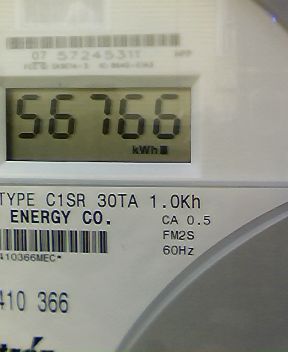 07 57245311
56766
kWh
TYPE C1SR 30TA 1.0Kh
ENERGY CO. CA 0.5
FM2S
60Hz
410366MEC*
410 366